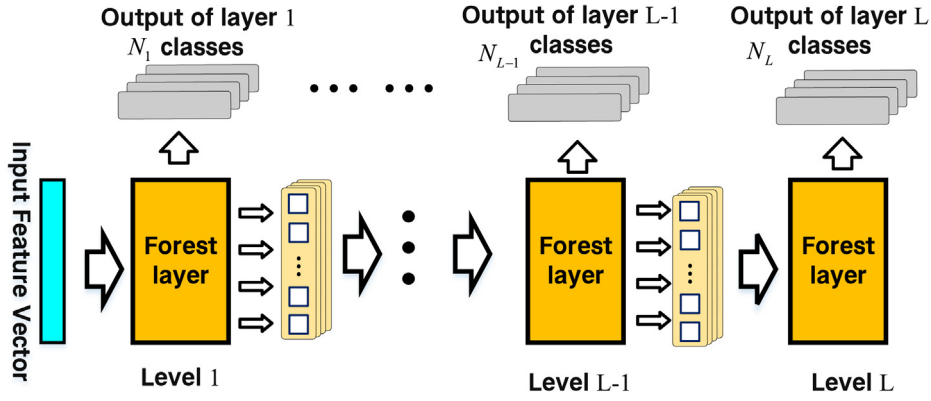 Output of layer 1
N1 classes
Output of layer L-1
NL−1 classes
Output of layer L
NL classes
Input Feature Vector
Forest
layer
...
Forest
layer
...
Forest
layer
Level 1
Level L-1
Level L